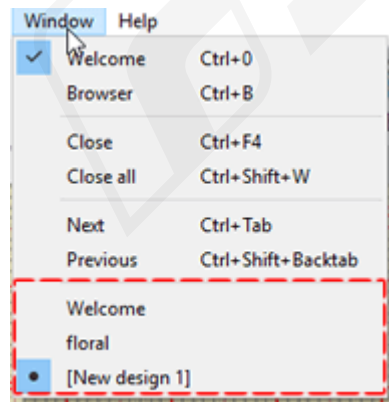 Window Help
Welcome Ctrl+0
Browser Ctrl+B
Close Ctrl+F4
Close all Ctrl+Shift+W
Next Ctrl+Tab
Previous Ctrl+Shift+Backtab
Welcome
floral
[New design 1]